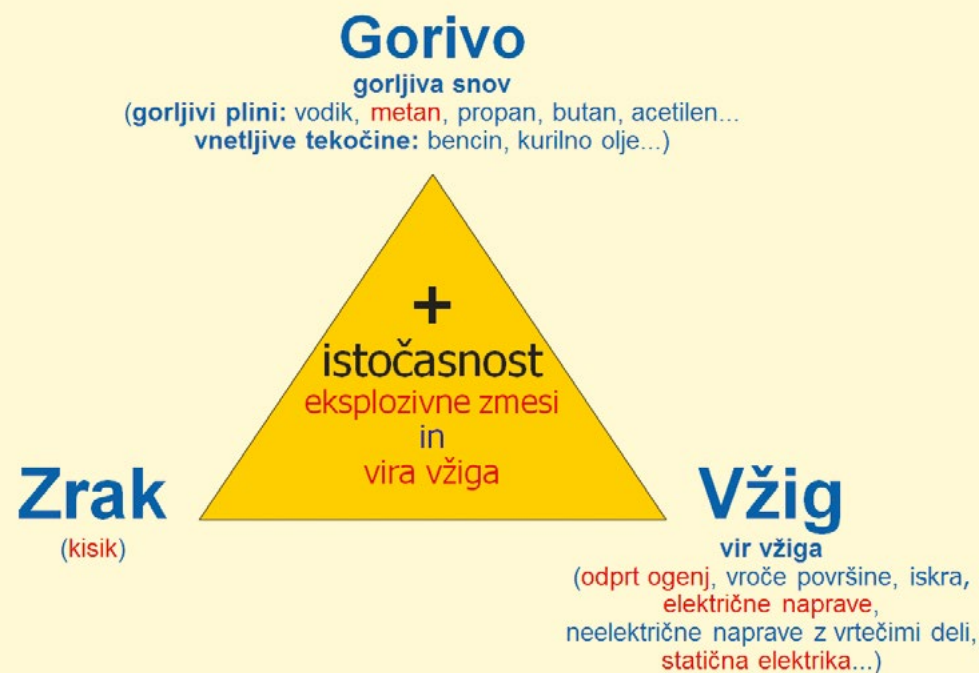 Gorivo
gorljiva snov
(gorljivi plini: vodik, metan, propan, butan, acetilen...
vnetljive tekočine: bencin, kurilno olje...)
+
istočasnost
eksplozivne zmesi
in
vira vžiga
Zrak
(kisik)
Vžig
vir vžiga
(odprt ogenj, vroče površine, iskra,
električne naprave,
neelektrične naprave z vrtečimi deli,
statična elektrika...)